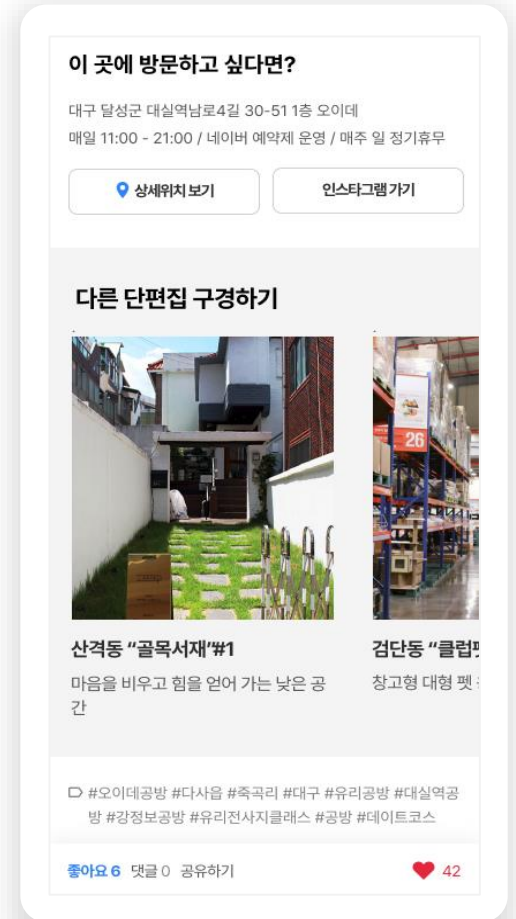 이 곳에 방문하고 싶다면?
대구 달성군 대실역남로4길 30-51 1층 오이데
매일 11:00 - 21:00 / 네이버 예약제 운영 / 매주 일 정기휴무
상세위치 보기
인스타그램 가기
다른 단편집 구경하기
26
산격동 “골목서재”#1
마음을 비우고 힘을 얻어 가는 낮은 공
간
검단동 “클럽
창고형 대형 펫
#오이데공방 #다사읍 #죽곡리 #대구 #유리공방 #대실역공
방 #강정보공방 #유리전사지클래스 #공방 #데이트코스
좋아요 6 댓글 0 공유하기
42